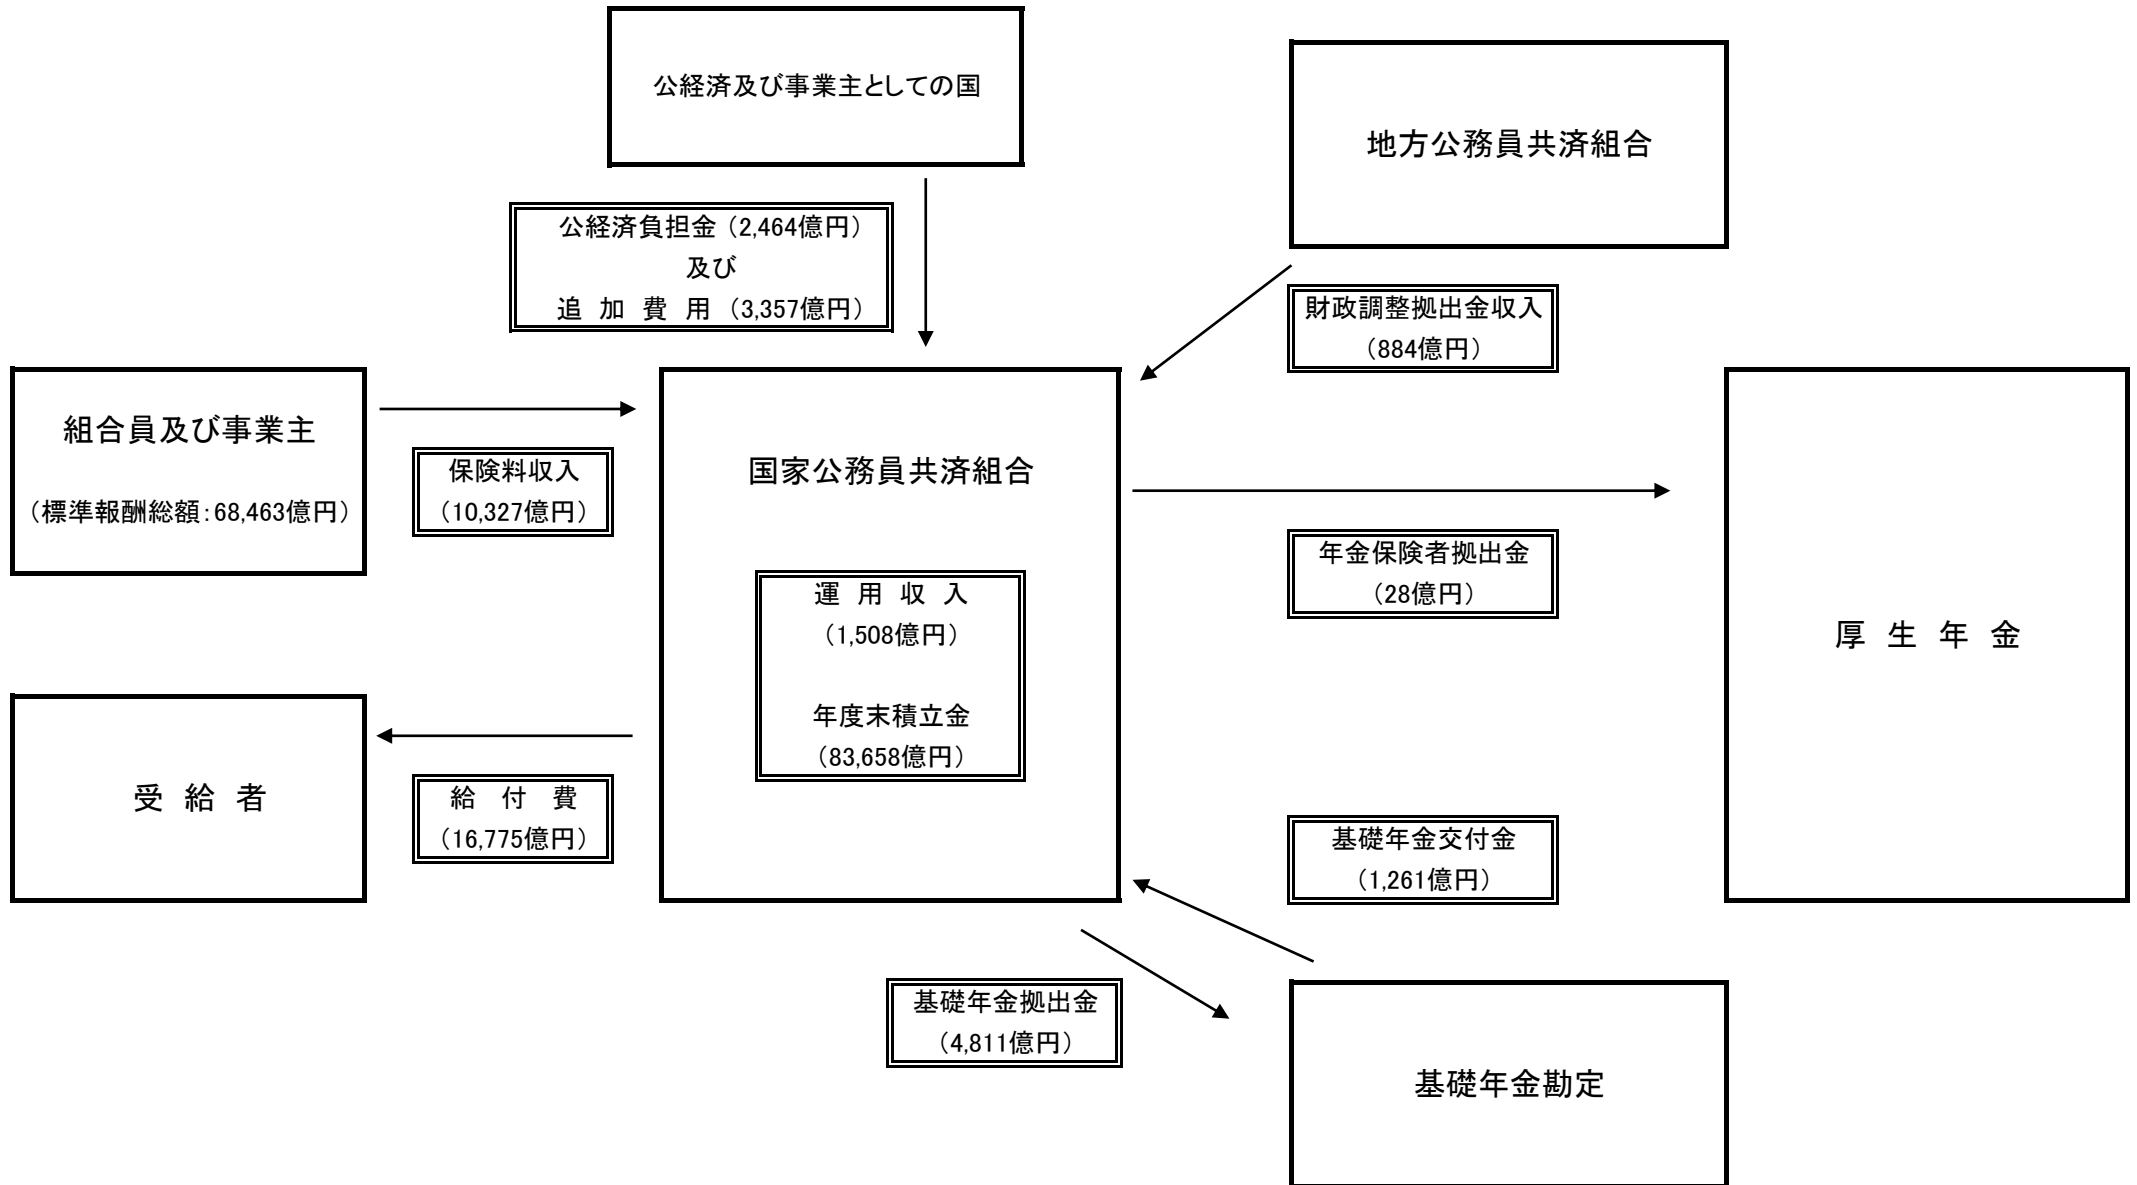 公経済及び事業主としての国
地方公務員共済組合
公経済負担金（2,464億円）
及び
追 加 費 用（3,357億円）
財政調整拠出金収入
（884億円）
組合員及び事業主
（標準報酬総額：68,463億円）
保険料収入
（10,327億円）
国家公務員共済組合
運 用 収 入
（1,508億円）
年度末積立金
（83,658億円）
年金保険者拠出金
（28億円）
厚 生 年 金
受 給 者
給 付 費
（16,775億円）
基礎年金交付金
（1,261億円）
基礎年金拠出金
（4,811億円）
基礎年金勘定